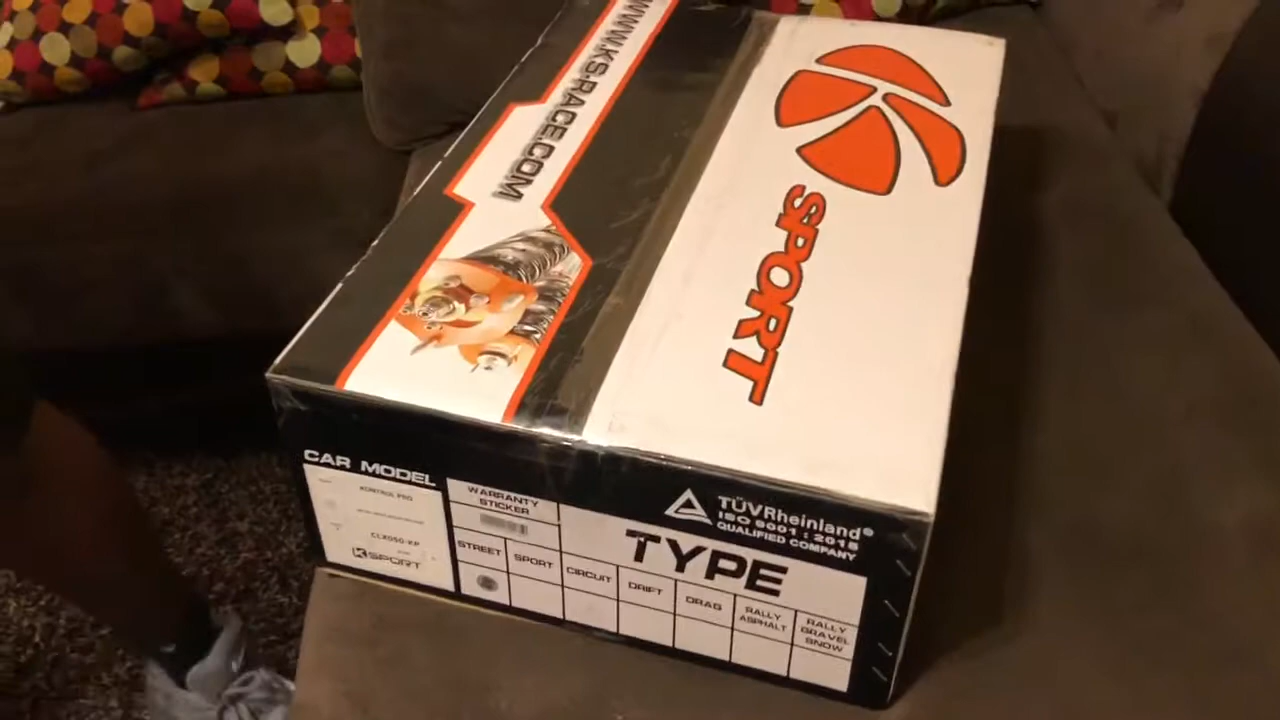 WWW.KS-RACE.COM
K
SPORT
CAR MODEL
KONTROL PRO
CLX050-KP
KSPORT
WARRANTY
STICKER
TÜVRheinland®
ISO 9001 : 2015
QUALIFIED COMPANY
TYPE
STREET
SPORT
CIRCUIT
DRIFT
DRAG
RALLY
ASPHALT
RALLY
GRAVEL
SNOW